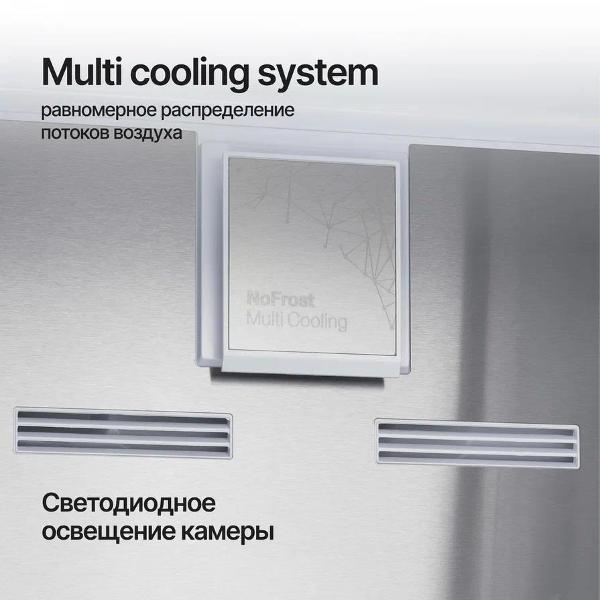 Multi cooling system
равномерное распределение
потоков воздуха
NoFrost
Multi Cooling
Светодиодное
освещение камеры